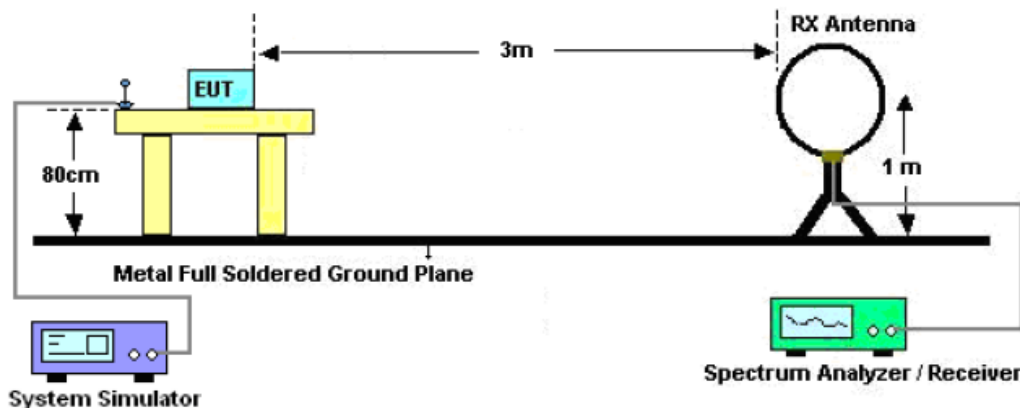 RX Antenna
3m
EUT
80cm
1 m
Metal Full Soldered Ground Plane
System Simulator
Spectrum Analyzer / Receiver